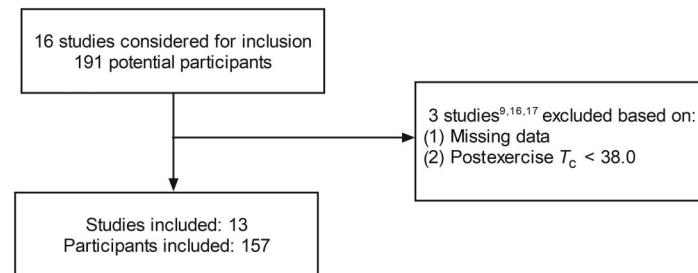 16 studies considered for inclusion
191 potential participants
3 studies9,16,17 excluded based on:
(1) Missing data
(2) Postexercise Tc < 38.0
Studies included: 13
Participants included: 157